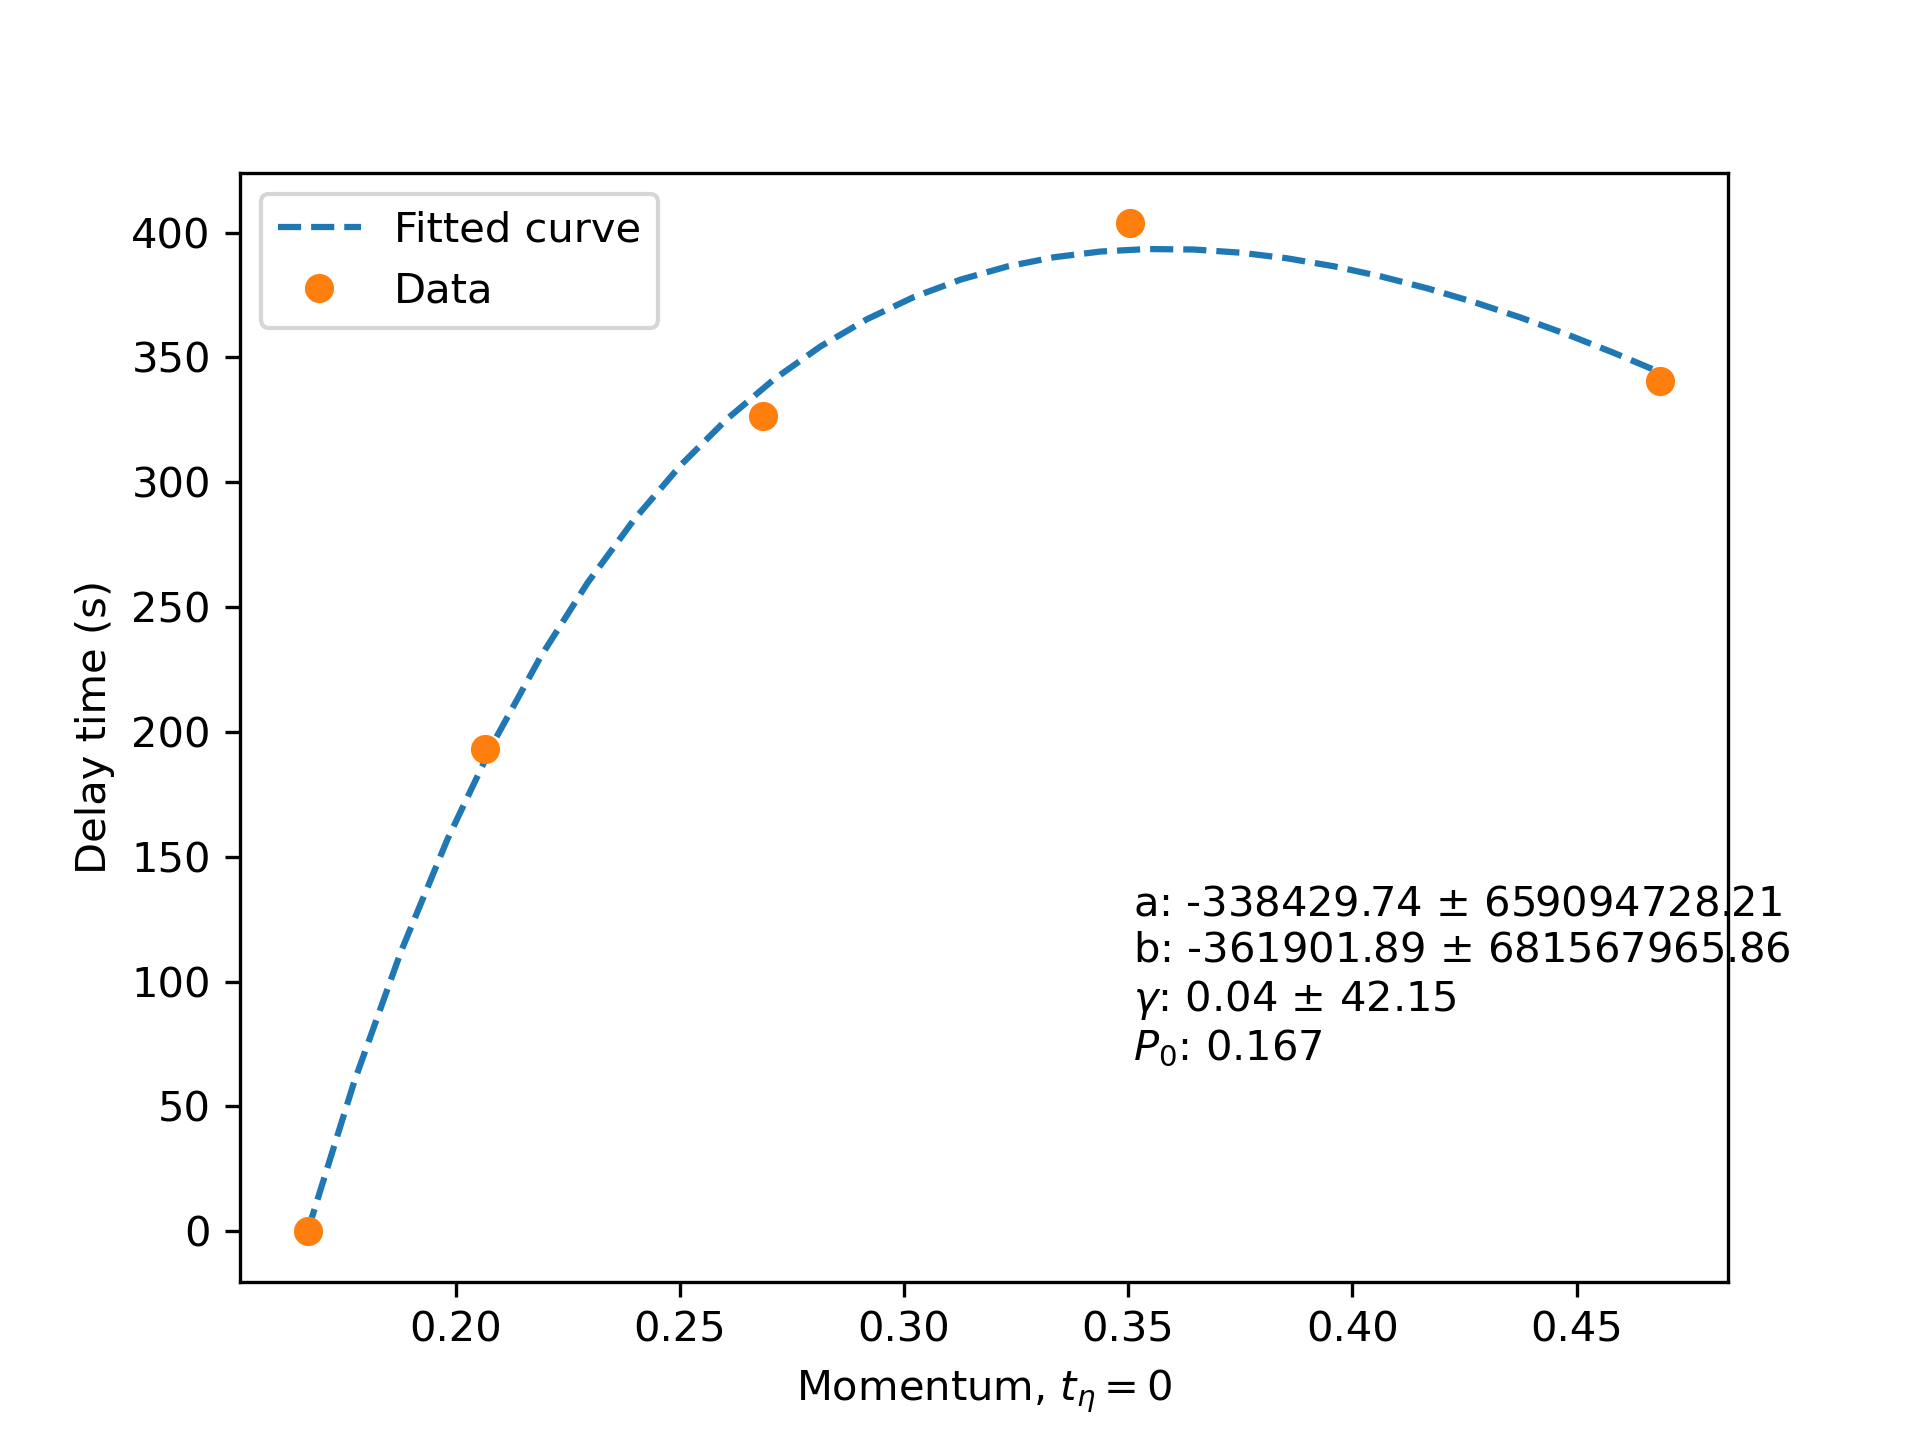 Fitted curve
Data
400
350
300
250
200
150
100
50
0
Delay time (s)
a: -338429.74 ± 659094728.21
b: -361901.89 ± 681567965.86
γ: 0.04 ± 42.15
P₀: 0.167
0.20 0.25 0.30 0.35 0.40 0.45
Momentum, tη = 0